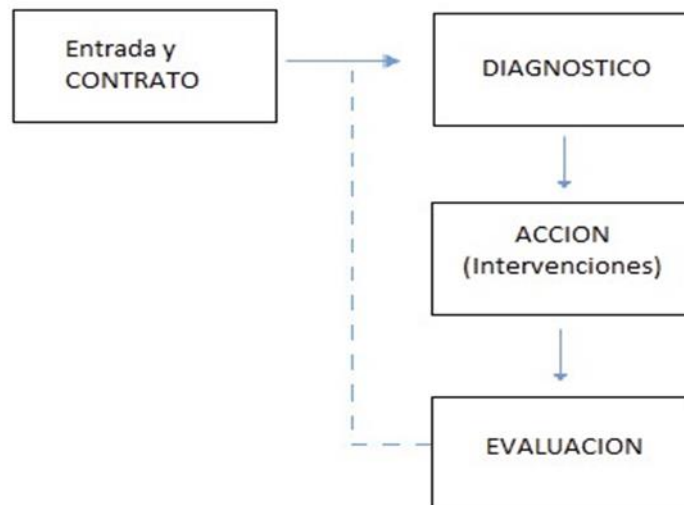 Entrada y
CONTRATO
DIAGNOSTICO
ACCION
(Intervenciones)
EVALUACION